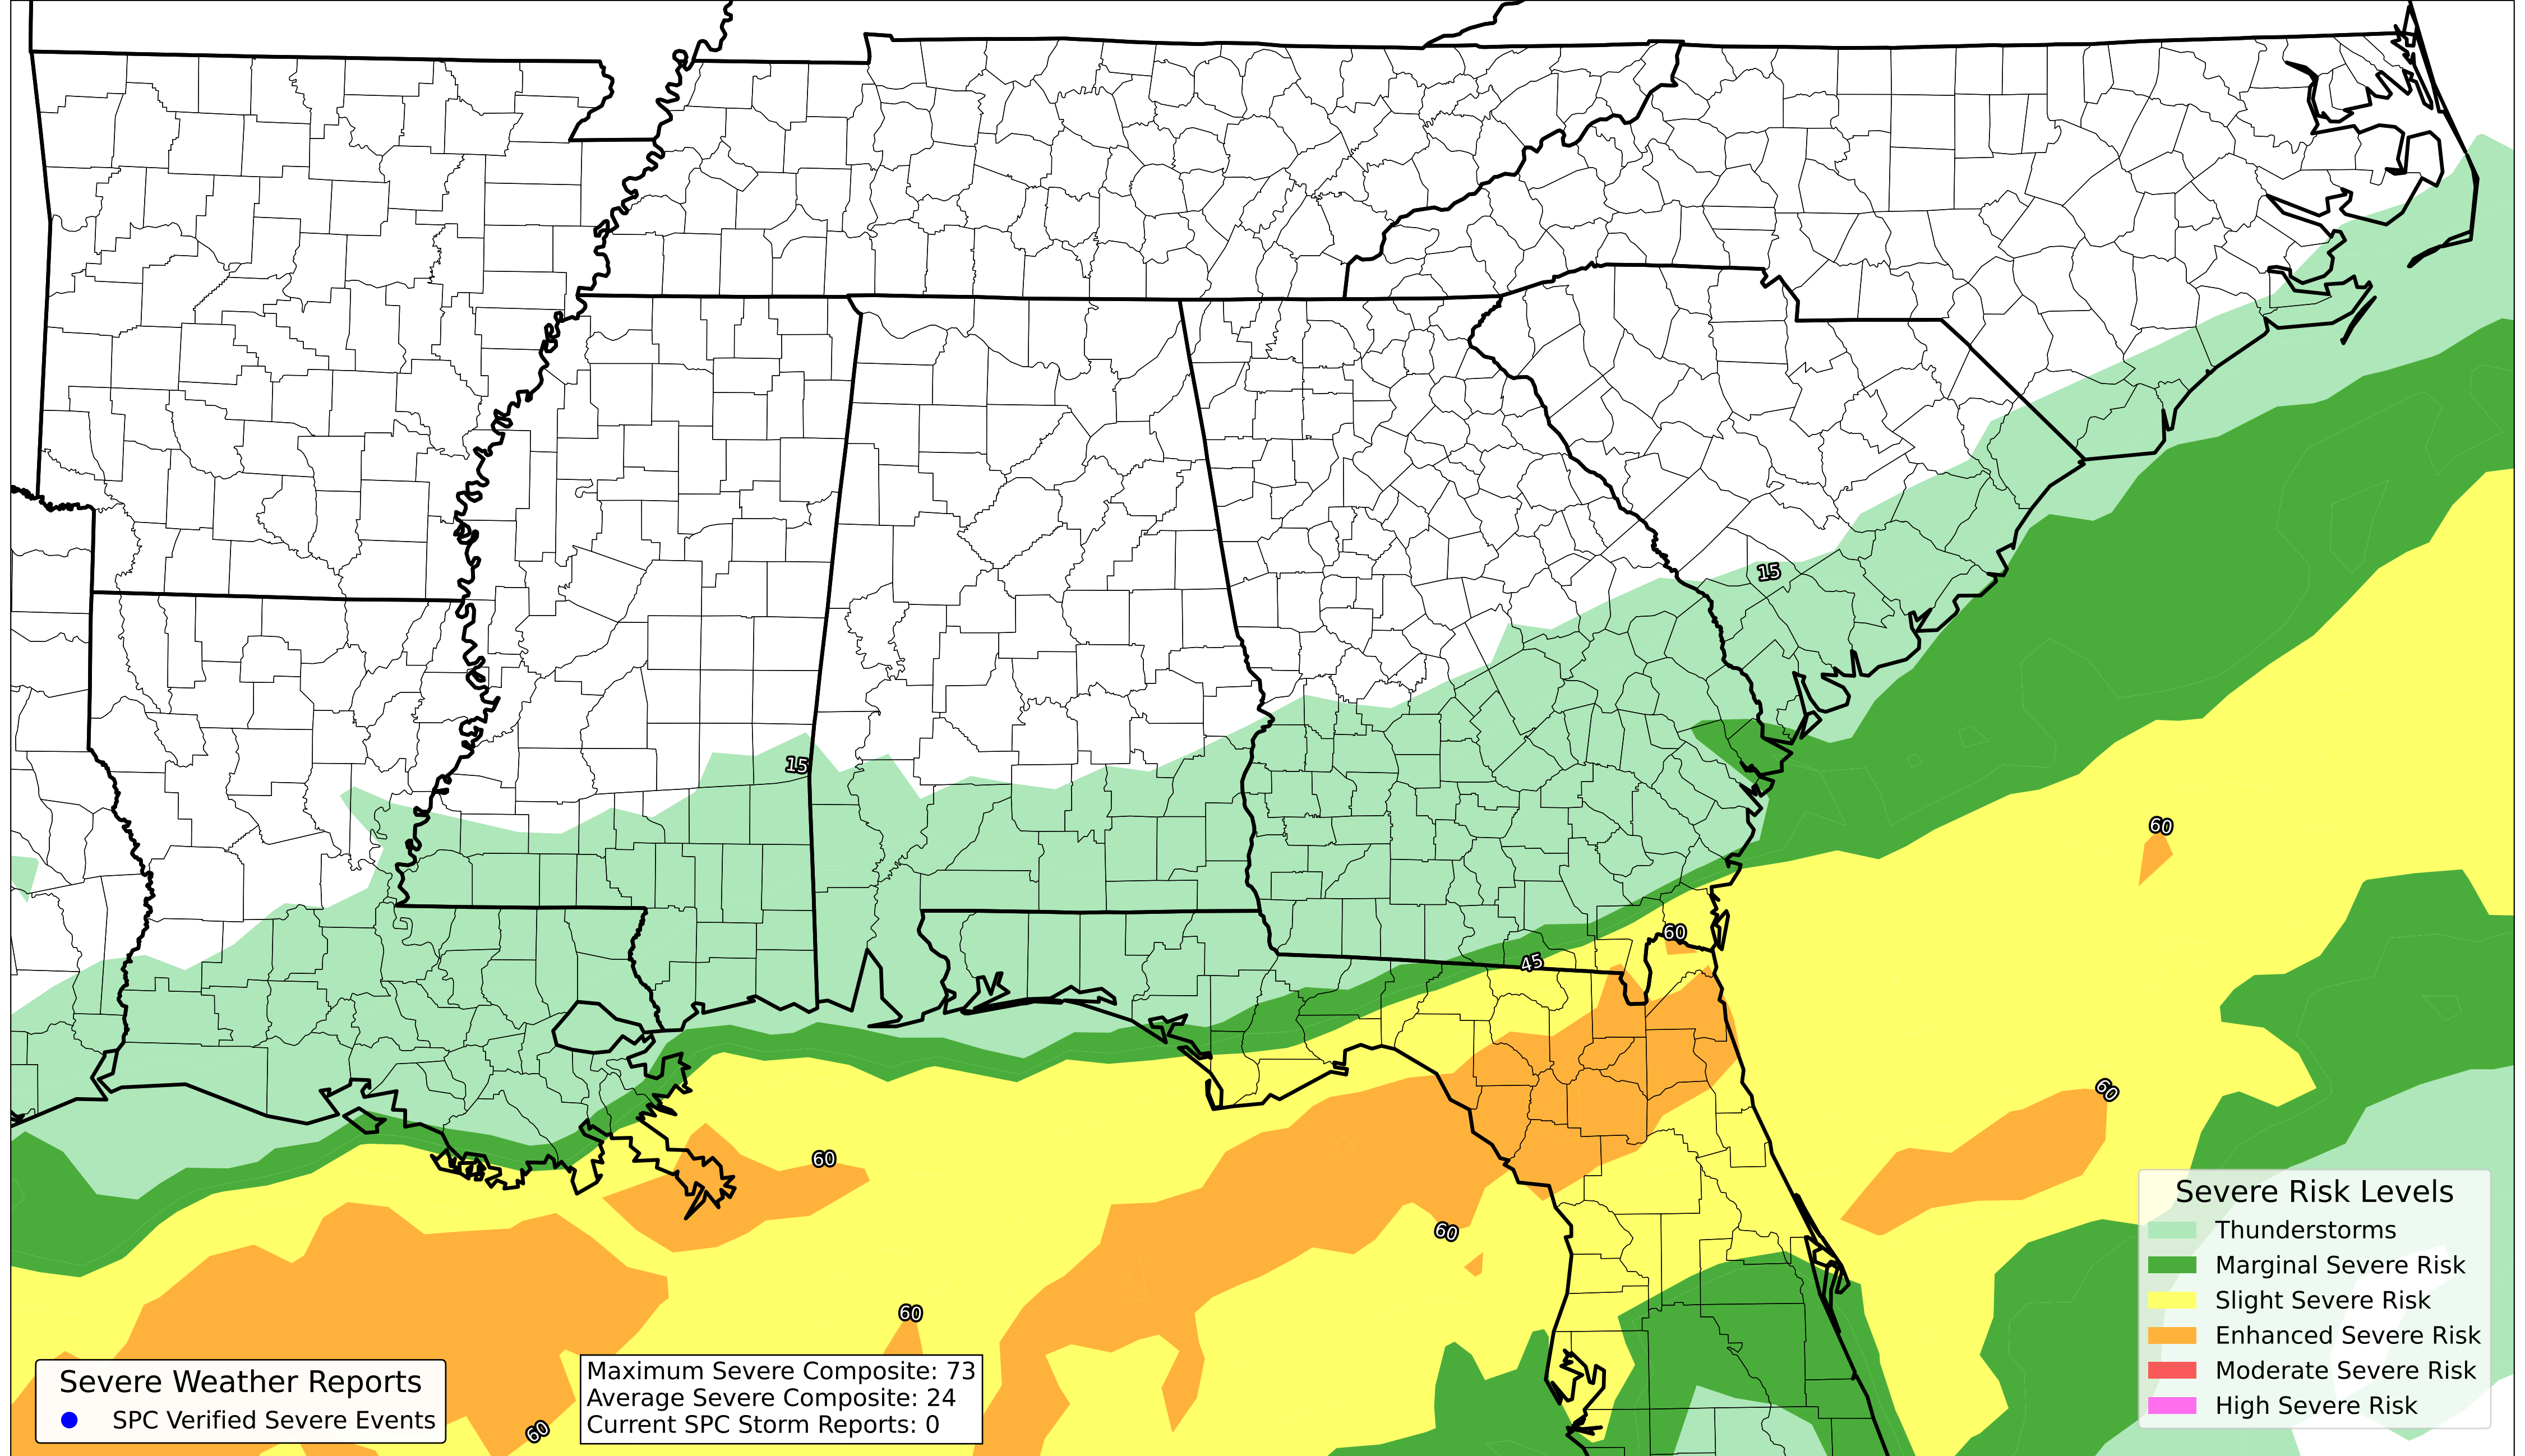 15
15
60
60
45
60
60
60
60
60
Severe Risk Levels
Thunderstorms
Marginal Severe Risk
Slight Severe Risk
Enhanced Severe Risk
Moderate Severe Risk
High Severe Risk
Severe Weather Reports
SPC Verified Severe Events
Maximum Severe Composite: 73
Average Severe Composite: 24
Current SPC Storm Reports: 0